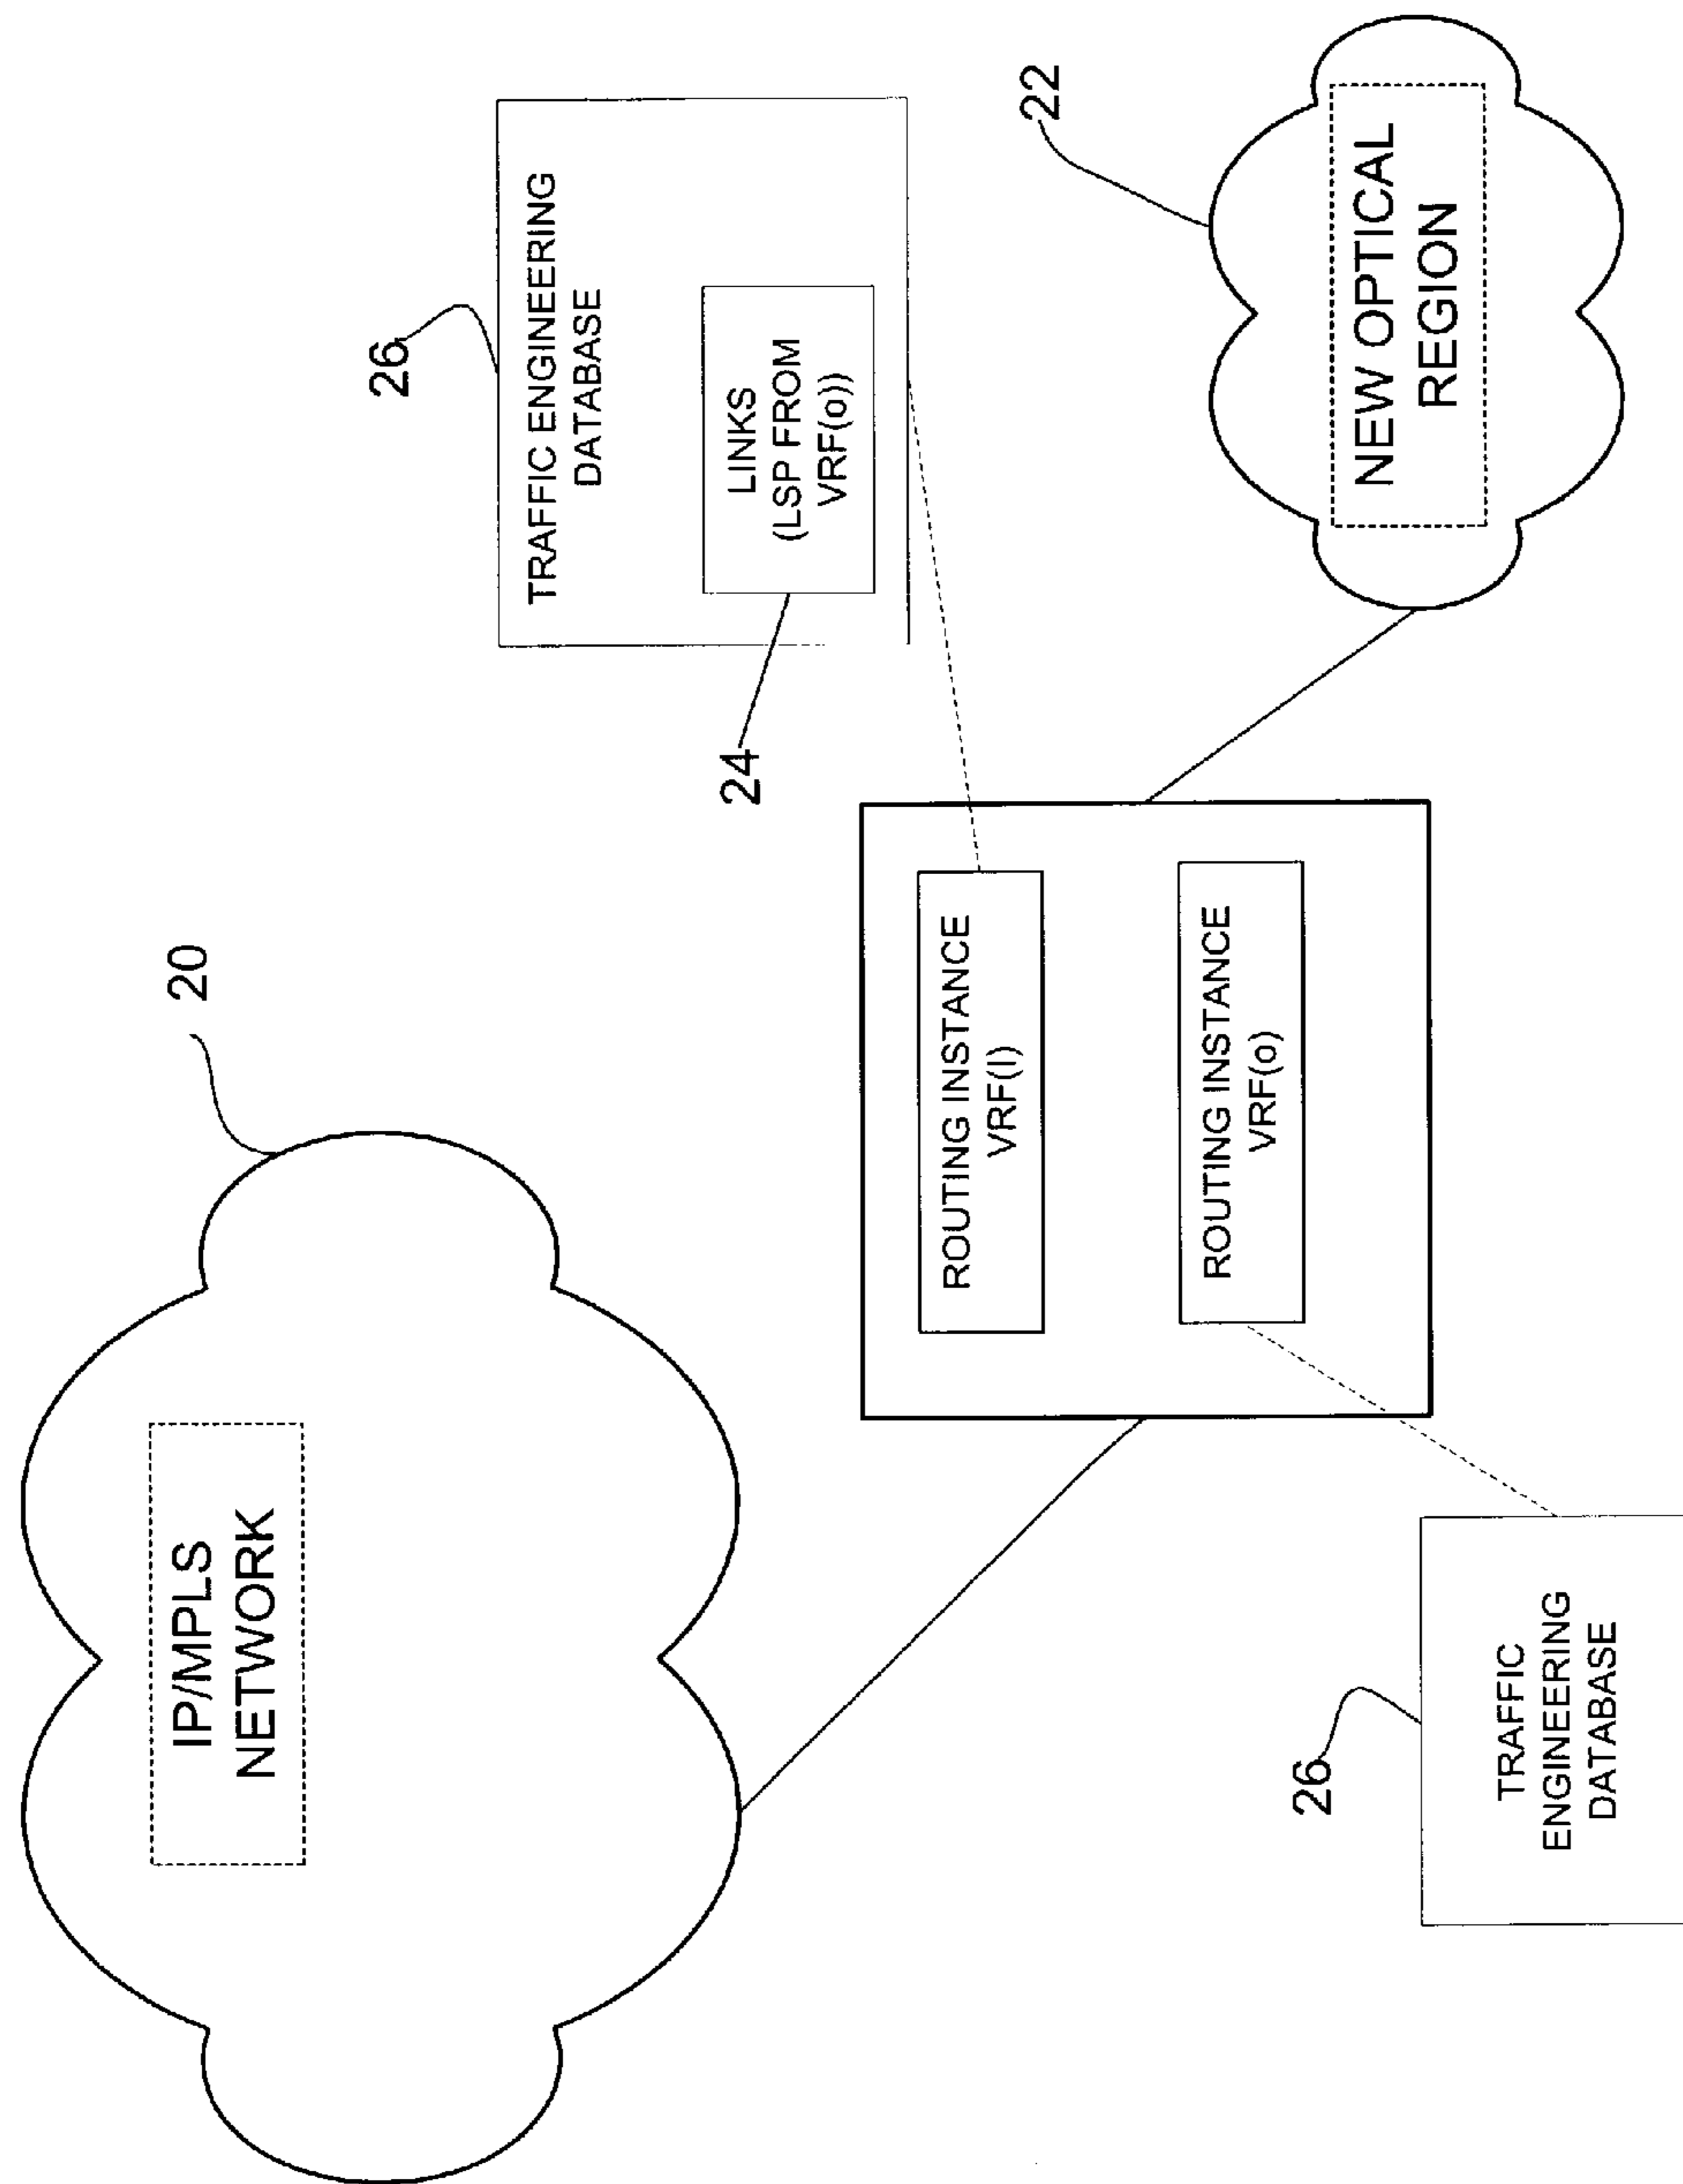 IP/MPLS
NETWORK
20
26
TRAFFIC ENGINEERING
DATABASE
LINKS
(LSP FROM
VRF(o))
24
ROUTING INSTANCE
VRF(I)
ROUTING INSTANCE
VRF(o)
22
NEW OPTICAL
REGION
26
TRAFFIC
ENGINEERING
DATABASE